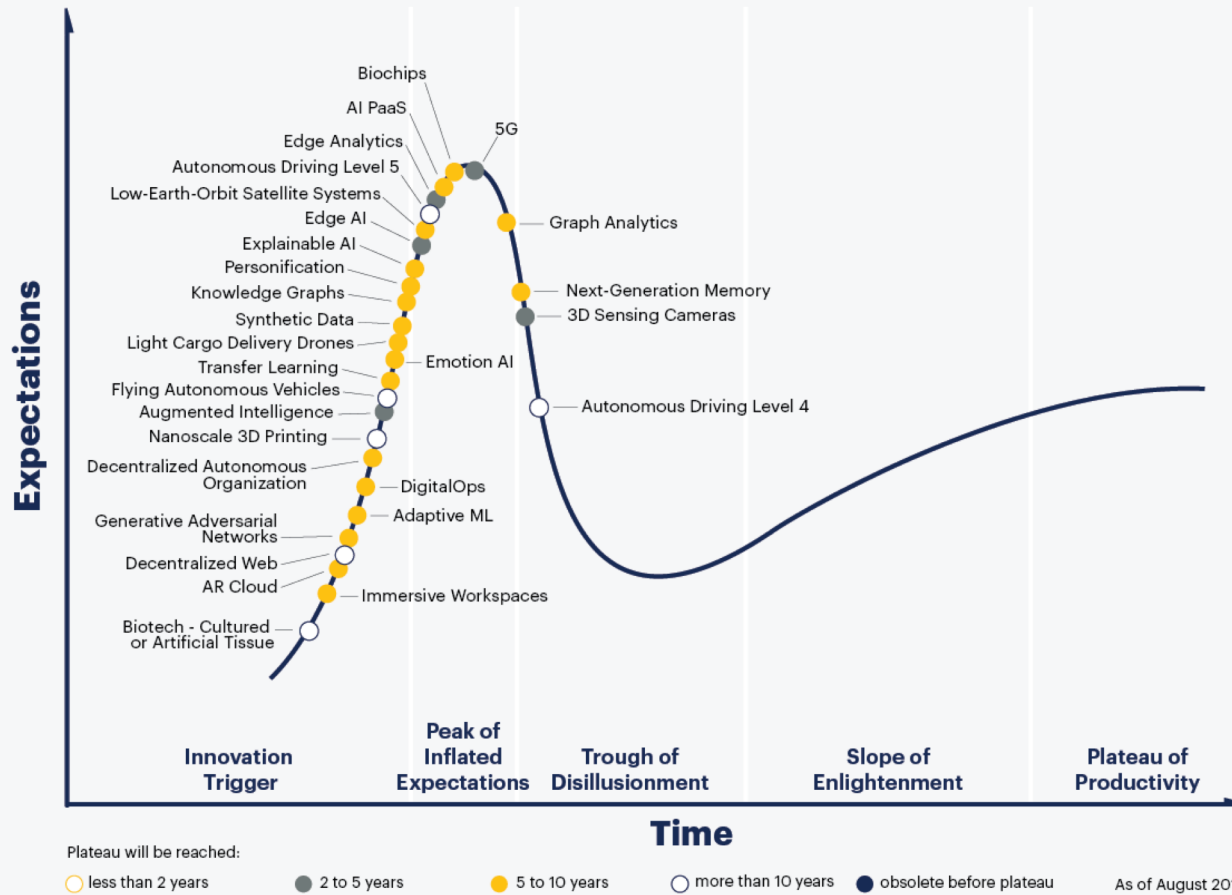 Biochips
AI PaaS
5G
Edge Analytics
Autonomous Driving Level 5
Low-Earth-Orbit Satellite Systems
Edge AI
Graph Analytics
Explainable AI
Personification
Knowledge Graphs
Next-Generation Memory
Synthetic Data
3D Sensing Cameras
Light Cargo Delivery Drones
Emotion AI
Transfer Learning
Flying Autonomous Vehicles
Augmented Intelligence
Autonomous Driving Level 4
Nanoscale 3D Printing
Decentralized Autonomous
Organization
DigitalOps
Adaptive ML
Generative Adversarial
Networks
Decentralized Web
AR Cloud
Immersive Workspaces
Biotech - Cultured
or Artificial Tissue
Expectations
Innovation
Trigger
Peak of
Inflated
Expectations
Trough of
Disillusionment
Slope of
Enlightenment
Plateau of
Productivity
Time
Plateau will be reached:
less than 2 years
2 to 5 years
5 to 10 years
more than 10 years
obsolete before plateau
As of August 20